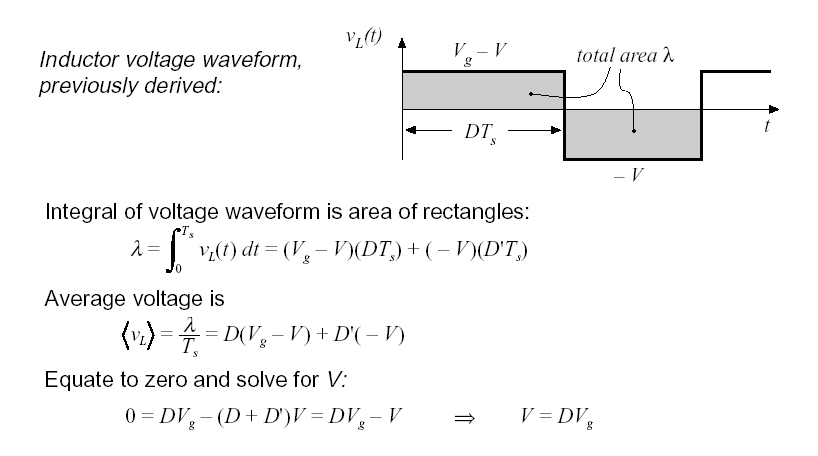 Inductor voltage waveform,
previously derived:
v_L(t)
V_g – V
total area λ
DT_s
t
– V
Integral of voltage waveform is area of rectangles:
λ = ∫_0^{T_s} v_L(t) dt = (V_g – V)(DT_s) + ( – V)(D'T_s)
Average voltage is
⟨v_L⟩ = λ/T_s = D(V_g – V) + D'( – V)
Equate to zero and solve for V:
0 = DV_g – (D + D')V = DV_g – V ⇒ V = DV_g